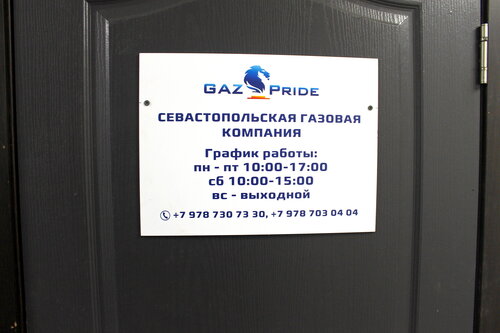 GAZ PRIDE
СЕВАСТОПОЛЬСКАЯ ГАЗОВАЯ
КОМПАНИЯ
График работы:
пн - пт 10:00-17:00
сб 10:00-15:00
вс - выходной
+7 978 730 73 30, +7 978 703 04 04